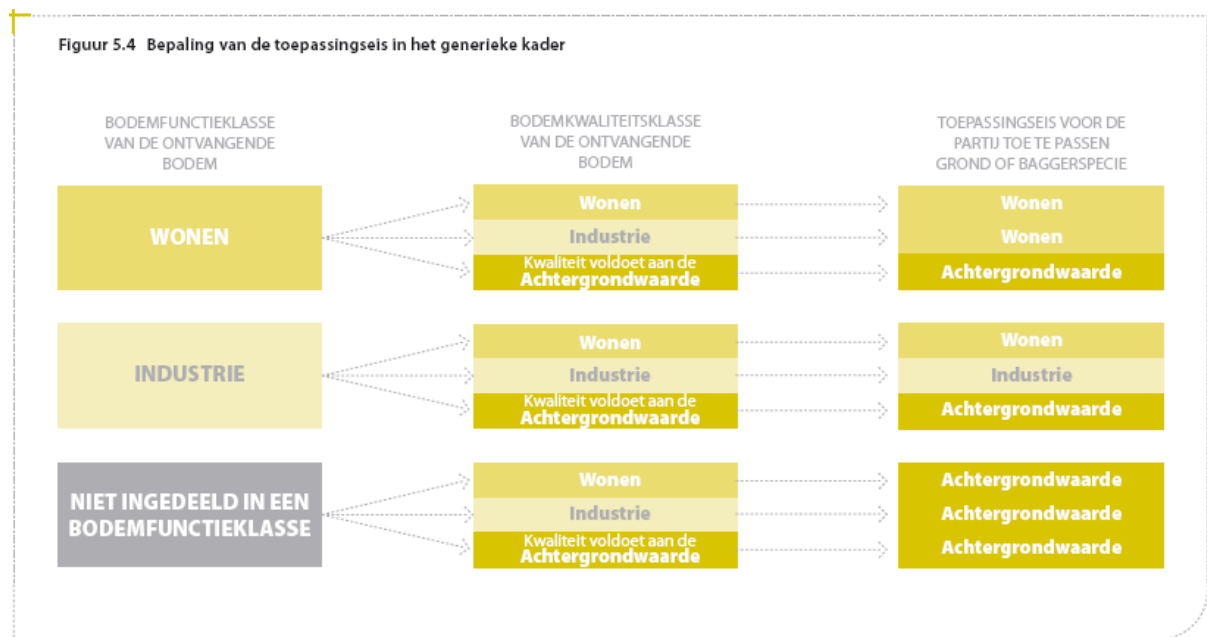 Figuur 5.4 Bepaling van de toepassingseis in het generieke kader
BODEMFUNCTIEKLASSE
VAN DE ONTVANGENDE
BODEM
BODEMKWALITEITSKLASSE
VAN DE ONTVANGENDE
BODEM
TOEPASSINGSEIS VOOR DE
PARTIJ TOE TE PASSEN
GROND OF BAGGERSPECIE
WONEN
Wonen
Industrie
Kwaliteit voldoet aan de
Achtergrondwaarde
Wonen
Wonen
Achtergrondwaarde
INDUSTRIE
Wonen
Industrie
Kwaliteit voldoet aan de
Achtergrondwaarde
Wonen
Industrie
Achtergrondwaarde
NIET INGEDEELD IN EEN
BODEMFUNCTIEKLASSE
Wonen
Industrie
Kwaliteit voldoet aan de
Achtergrondwaarde
Achtergrondwaarde
Achtergrondwaarde
Achtergrondwaarde